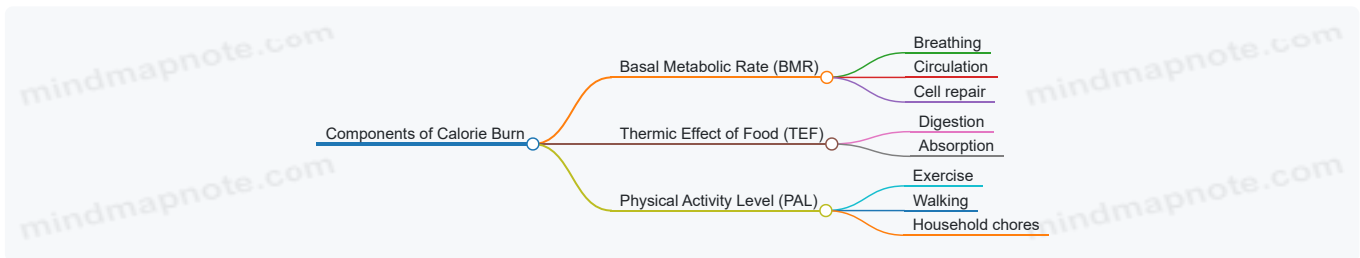 mindmapnote.com
mindmapnote.com
Components of Calorie Burn
Basal Metabolic Rate (BMR)
Breathing
Circulation
Cell repair
Thermic Effect of Food (TEF)
Digestion
Absorption
Physical Activity Level (PAL)
Exercise
Walking
Household chores
mindmapnote.com
mindmapnote.com